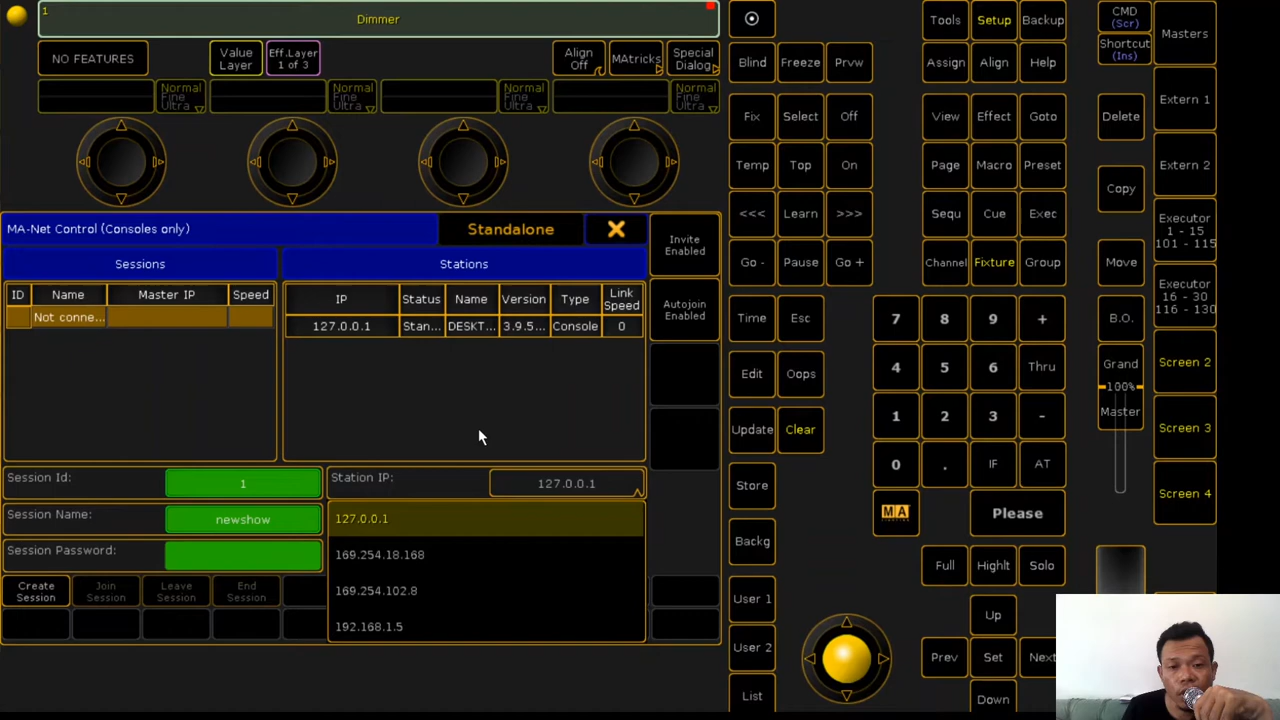 1
Dimmer
NO FEATURES
Value
Layer
Eff.Layer
1 of 3
Align
Off
MAtricks
Special
Dialog
Normal
Fine
Ultra
Normal
Fine
Ultra
Normal
Fine
Ultra
Normal
Fine
Ultra
MA-Net Control (Consoles only)
Standalone
Sessions
Stations
ID Name Master IP Speed
Not conne...
IP Status Name Version Type Link
Speed
127.0.0.1 Stan... DESKT... 3.9.5... Console 0
Invite
Enabled
Autojoin
Enabled
Session Id: 1
Station IP: 127.0.0.1
Session Name: newshow
Session Password:
127.0.0.1
169.254.18.168
169.254.102.8
192.168.1.5
Create
Session
Join
Session
Leave
Session
End
Session
Blind Freeze Prvw
Fix Select Off
Temp Top On
<<< Learn >>>
Go - Pause Go +
Time Esc
Edit Oops
Update Clear
Store
Backg
User 1
User 2
List
Tools Setup Backup
Assign Align Help
View Effect Goto
Page Macro Preset
Sequ Cue Exec
Channel Fixture Group
7 8 9 +
4 5 6 Thru
1 2 3 -
0 . IF AT
MA Please
Full Highlt Solo
Up
Prev Set Next
Down
CMD
(Scr)
Shortcut
(Ins)
Delete
Copy
Move
B.O.
Grand
100%
Master
Masters
Extern 1
Extern 2
Executor
1 - 15
101 - 115
Executor
16 - 30
116 - 130
Screen 2
Screen 3
Screen 4